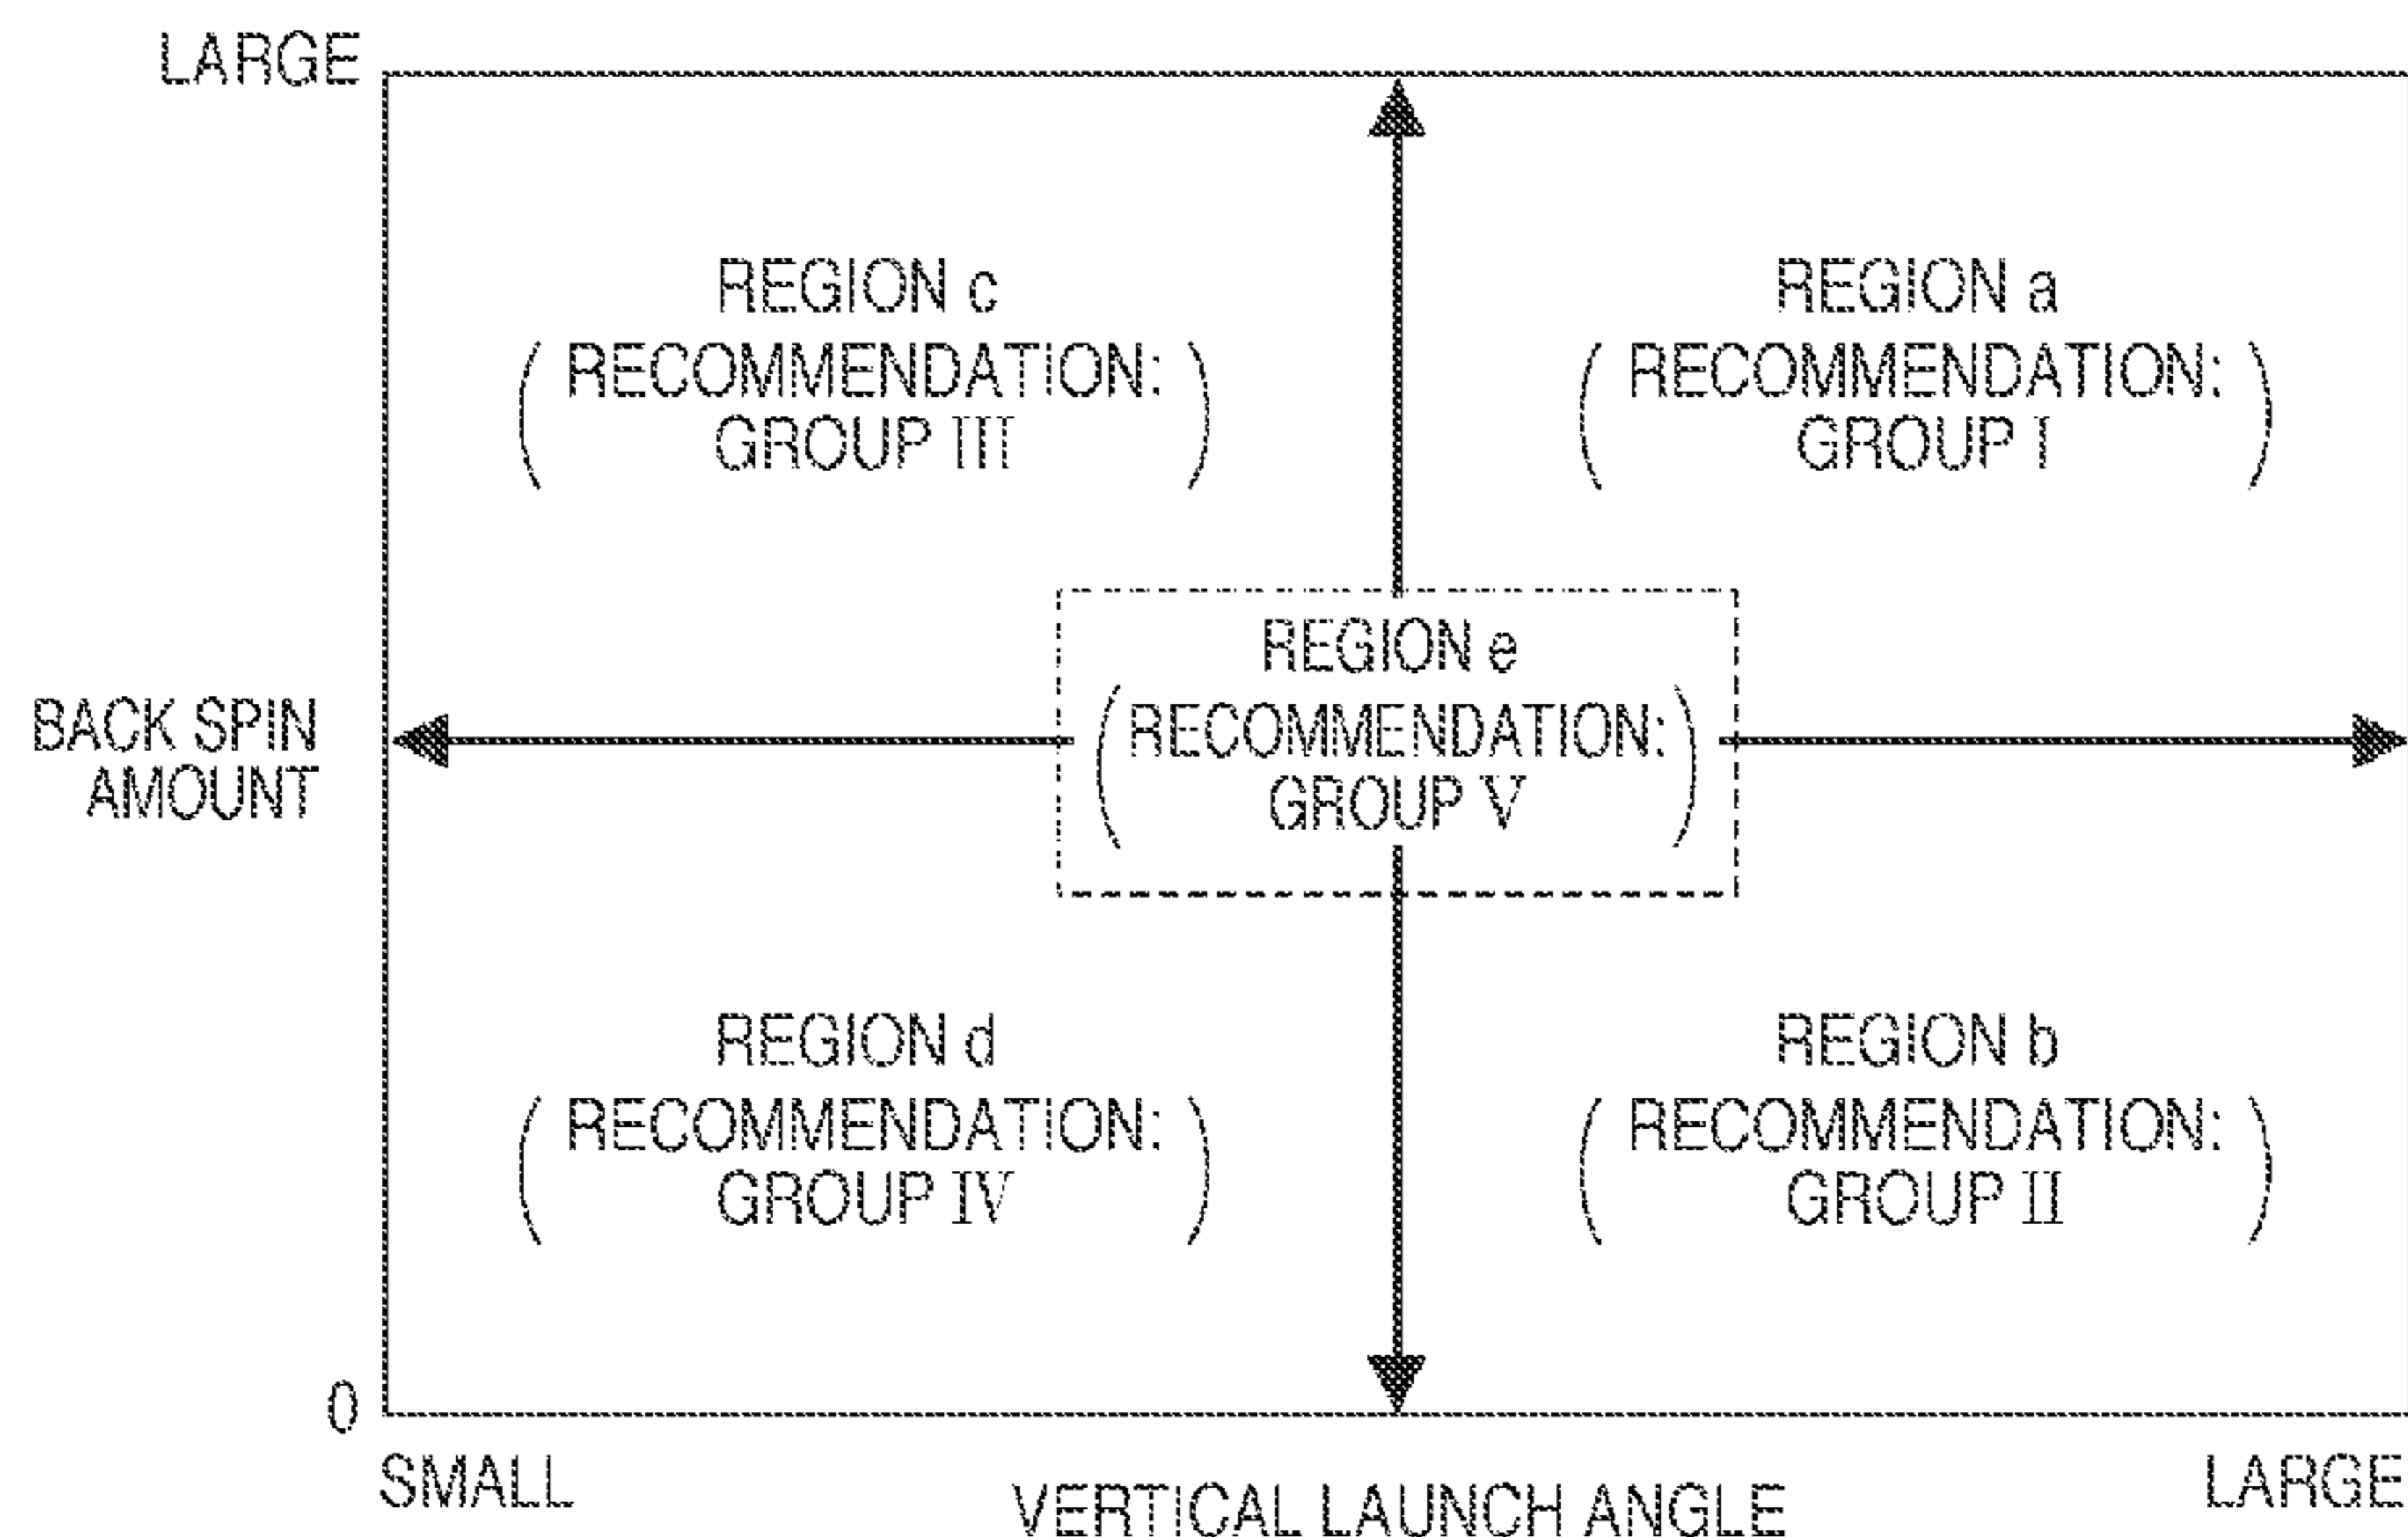 LARGE
REGION c
( RECOMMENDATION:
GROUP III )
REGION a
( RECOMMENDATION:
GROUP I )
BACK SPIN
AMOUNT
REGION e
( RECOMMENDATION:
GROUP V )
REGION d
( RECOMMENDATION:
GROUP IV )
REGION b
( RECOMMENDATION:
GROUP II )
0
SMALL
VERTICAL LAUNCH ANGLE
LARGE